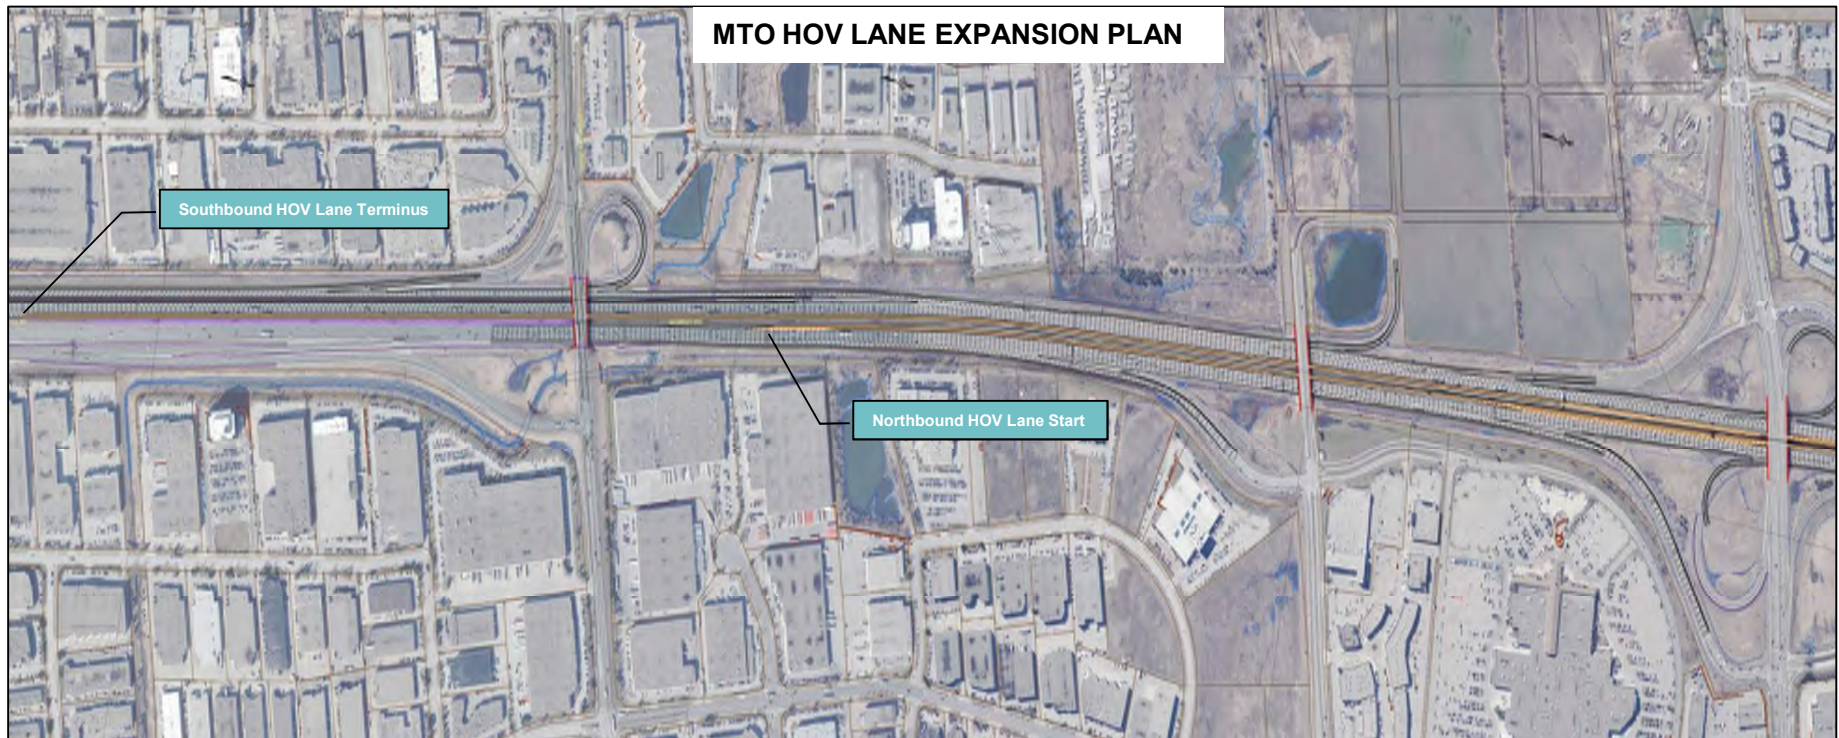 MTO HOV LANE EXPANSION PLAN
Southbound HOV Lane Terminus
Northbound HOV Lane Start